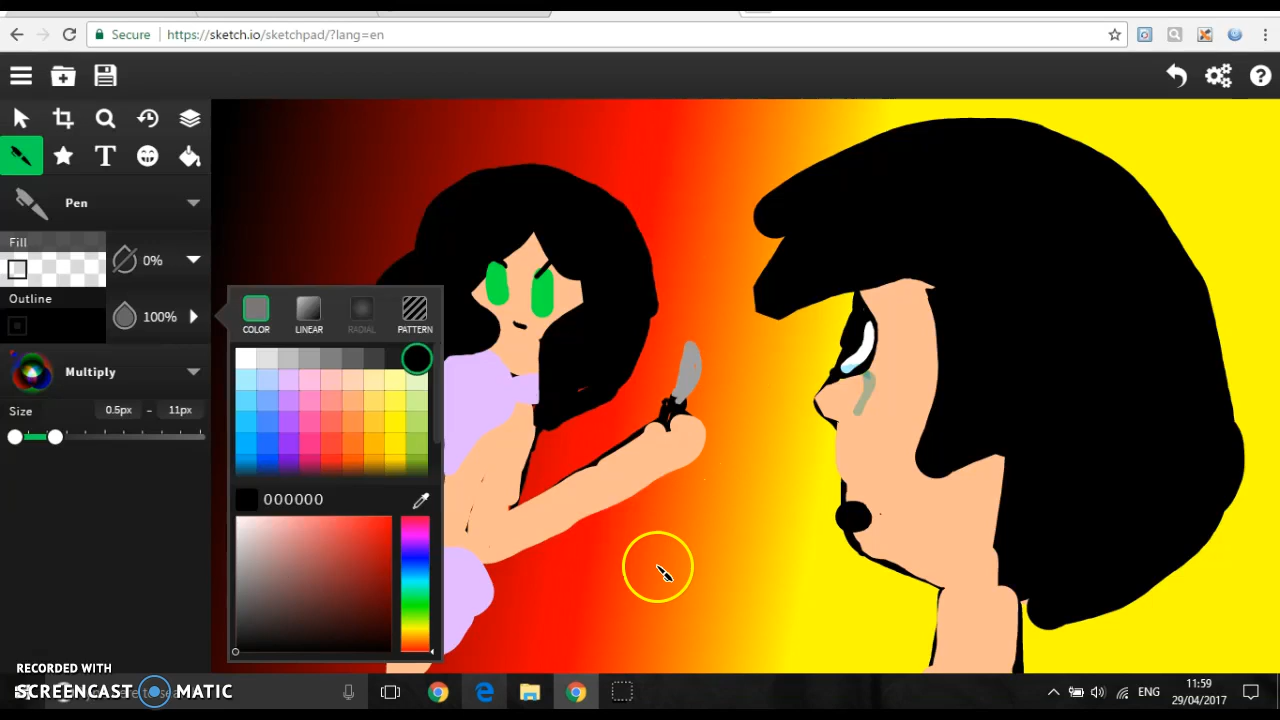 Secure https://sketch.io/sketchpad/?lang=en
T
Pen
Fill
0%
Outline
100%
COLOR LINEAR RADIAL PATTERN
Multiply
Size 0.5px - 11px
000000
RECORDED WITH
SCREENCAST MATIC
ENG
11:59
29/04/2017